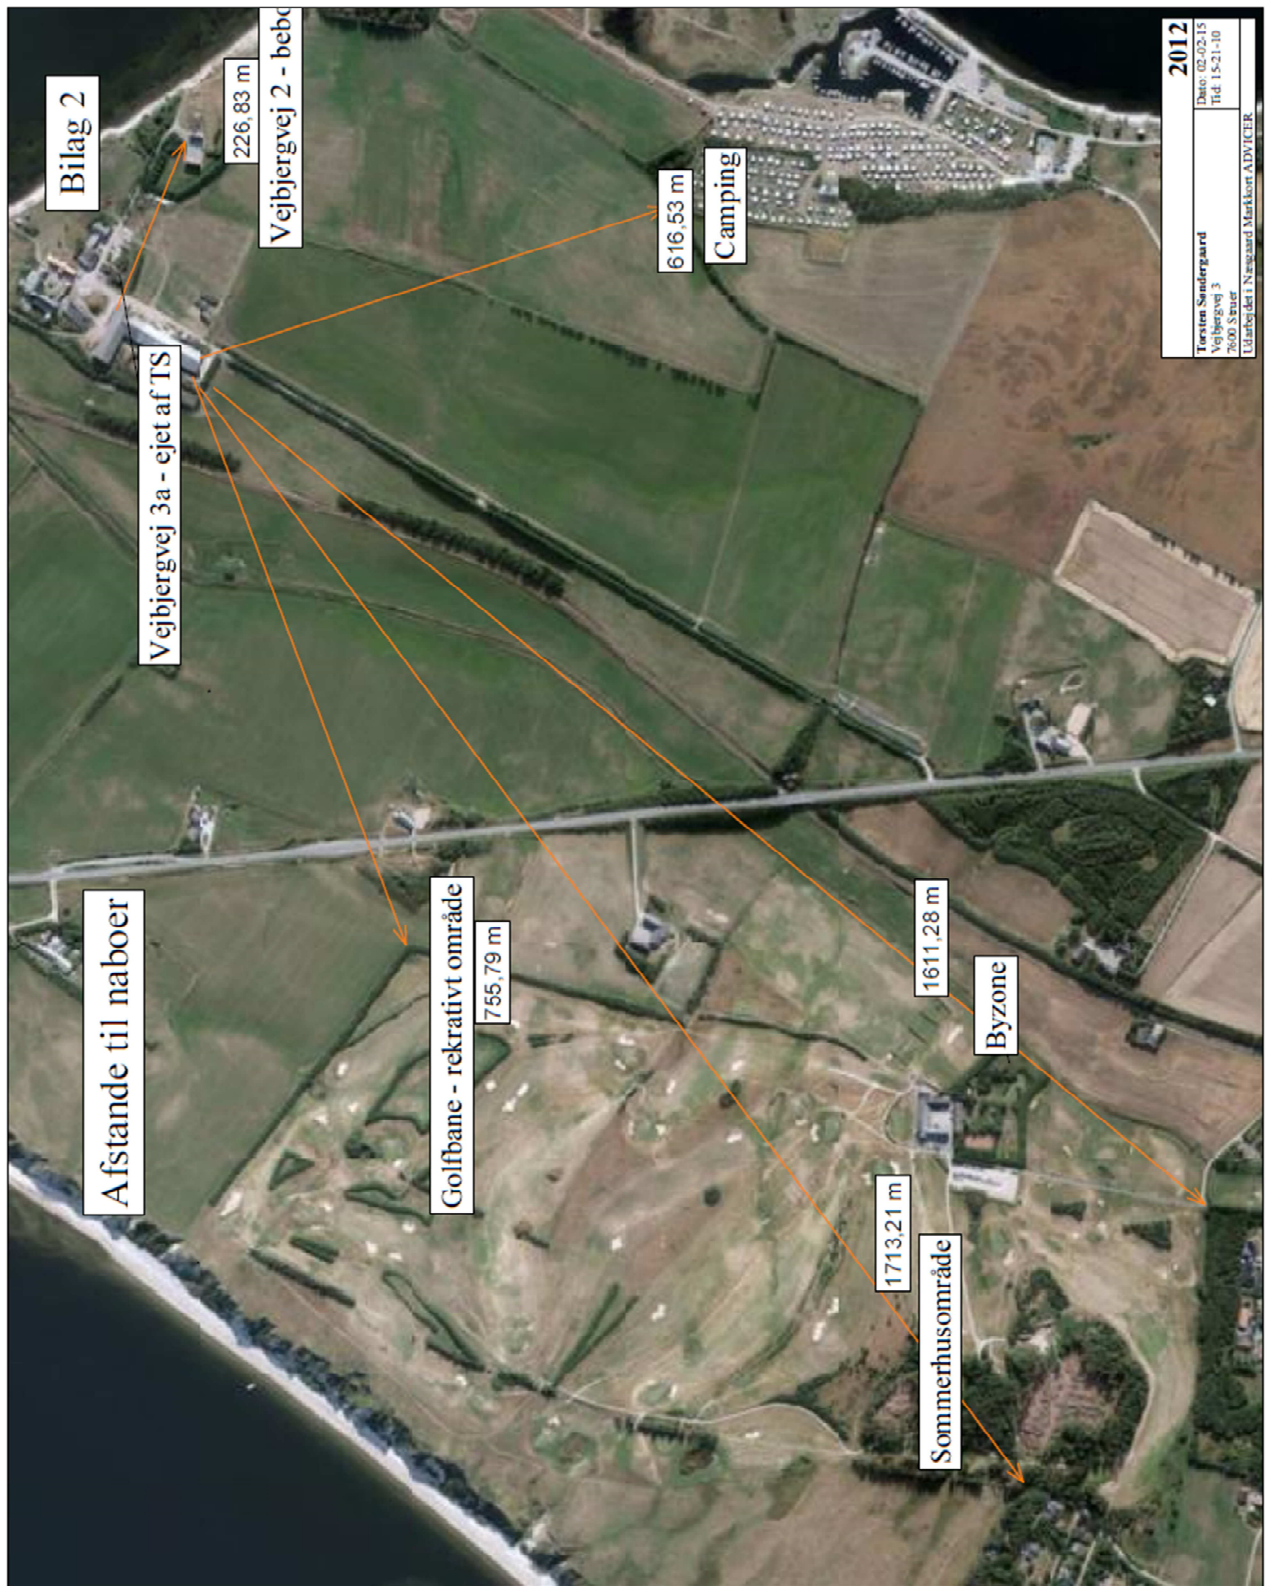 Afstande til naboer
Bilag 2
Vejbjergvej 3a - ejet af TS
226,83 m
Vejbjergvej 2 - bebo
Golfbane - rekrativt område
755,79 m
616,53 m
Camping
1713,21 m
Sommerhusområde
1611,28 m
Byzone
2012
Torsten Søndergaard
Vejbjergvej 3
7600 Struer
Dato: 02-02-15
Tid: 15-21-10
Udarbejdet i Næsgaard Markkort ADVICER